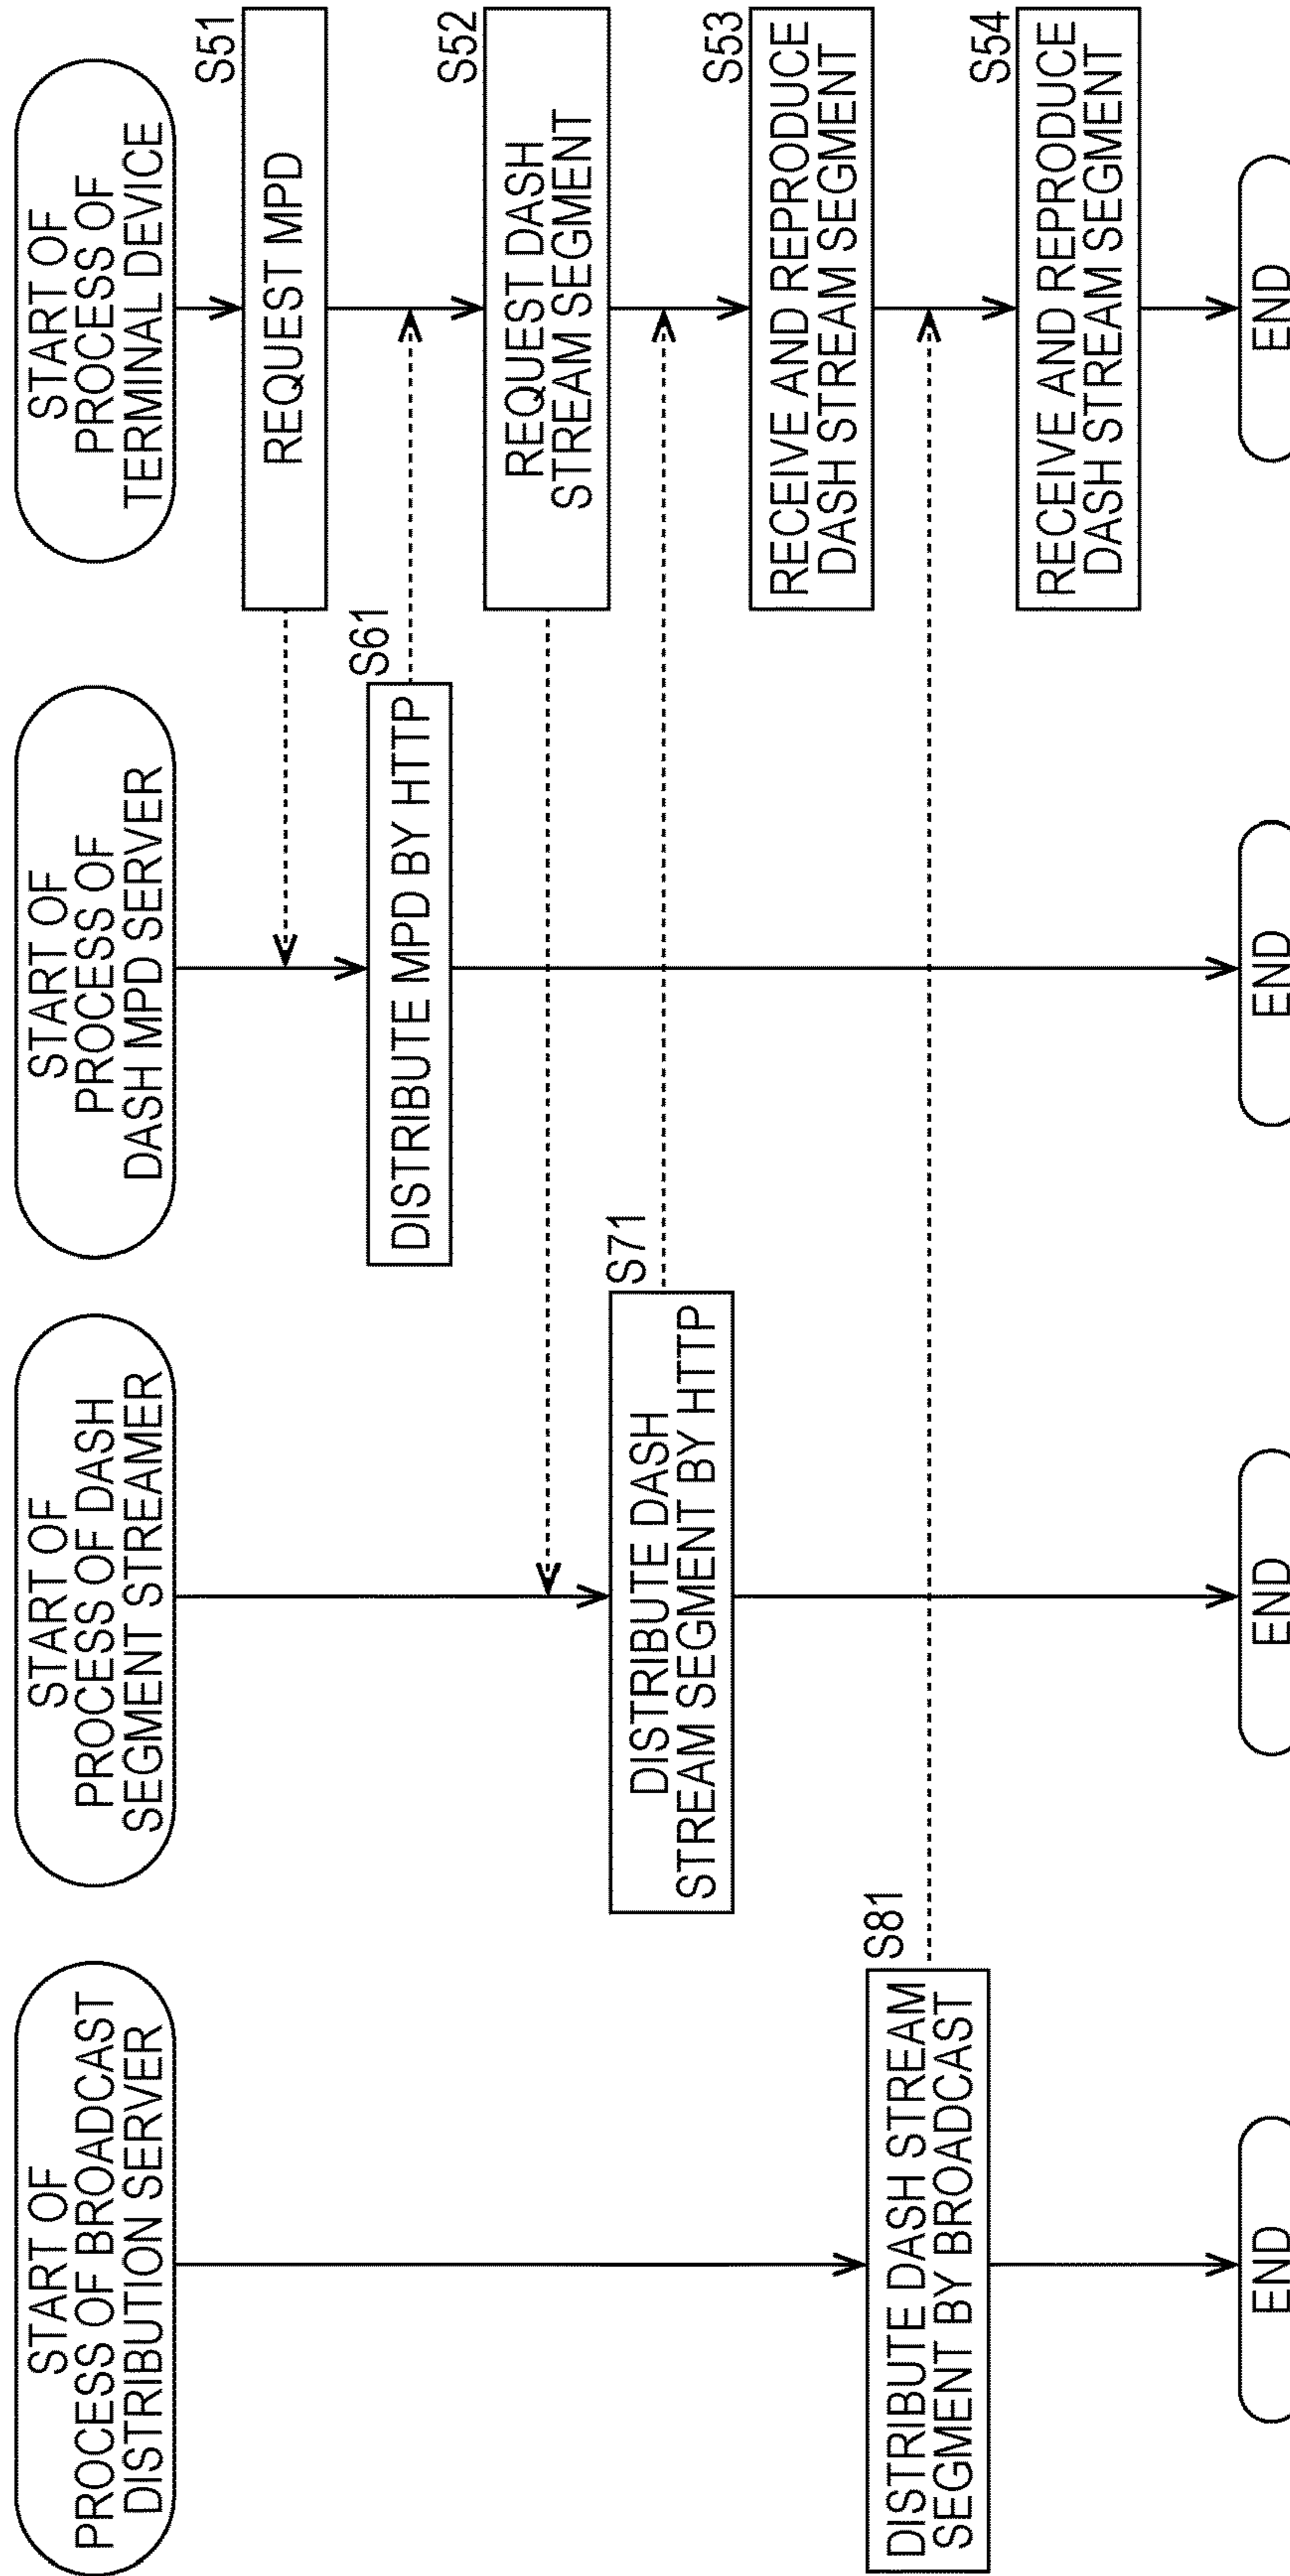 START OF
PROCESS OF BROADCAST
DISTRIBUTION SERVER
START OF
PROCESS OF DASH
SEGMENT STREAMER
START OF
PROCESS OF
DASH MPD SERVER
START OF
PROCESS OF
TERMINAL DEVICE
S51
REQUEST MPD
S61
DISTRIBUTE MPD BY HTTP
S52
REQUEST DASH
STREAM SEGMENT
S71
DISTRIBUTE DASH
STREAM SEGMENT BY HTTP
S53
RECEIVE AND REPRODUCE
DASH STREAM SEGMENT
S81
DISTRIBUTE DASH STREAM
SEGMENT BY BROADCAST
S54
RECEIVE AND REPRODUCE
DASH STREAM SEGMENT
END
END
END
END